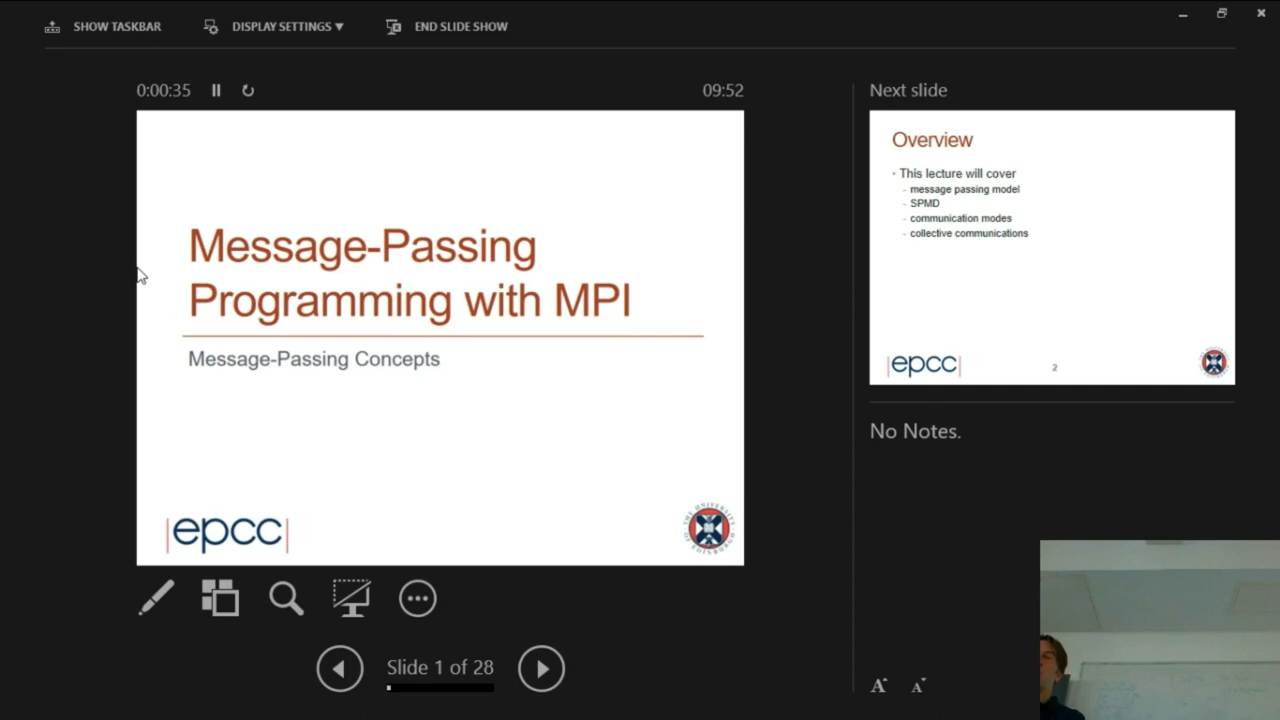 SHOW TASKBAR
DISPLAY SETTINGS ▼
END SLIDE SHOW
0:00:35
09:52
Message-Passing
Programming with MPI
Message-Passing Concepts
|epcc|
Slide 1 of 28
Next slide
Overview
• This lecture will cover
- message passing model
- SPMD
- communication modes
- collective communications
|epcc|
2
No Notes.
A A